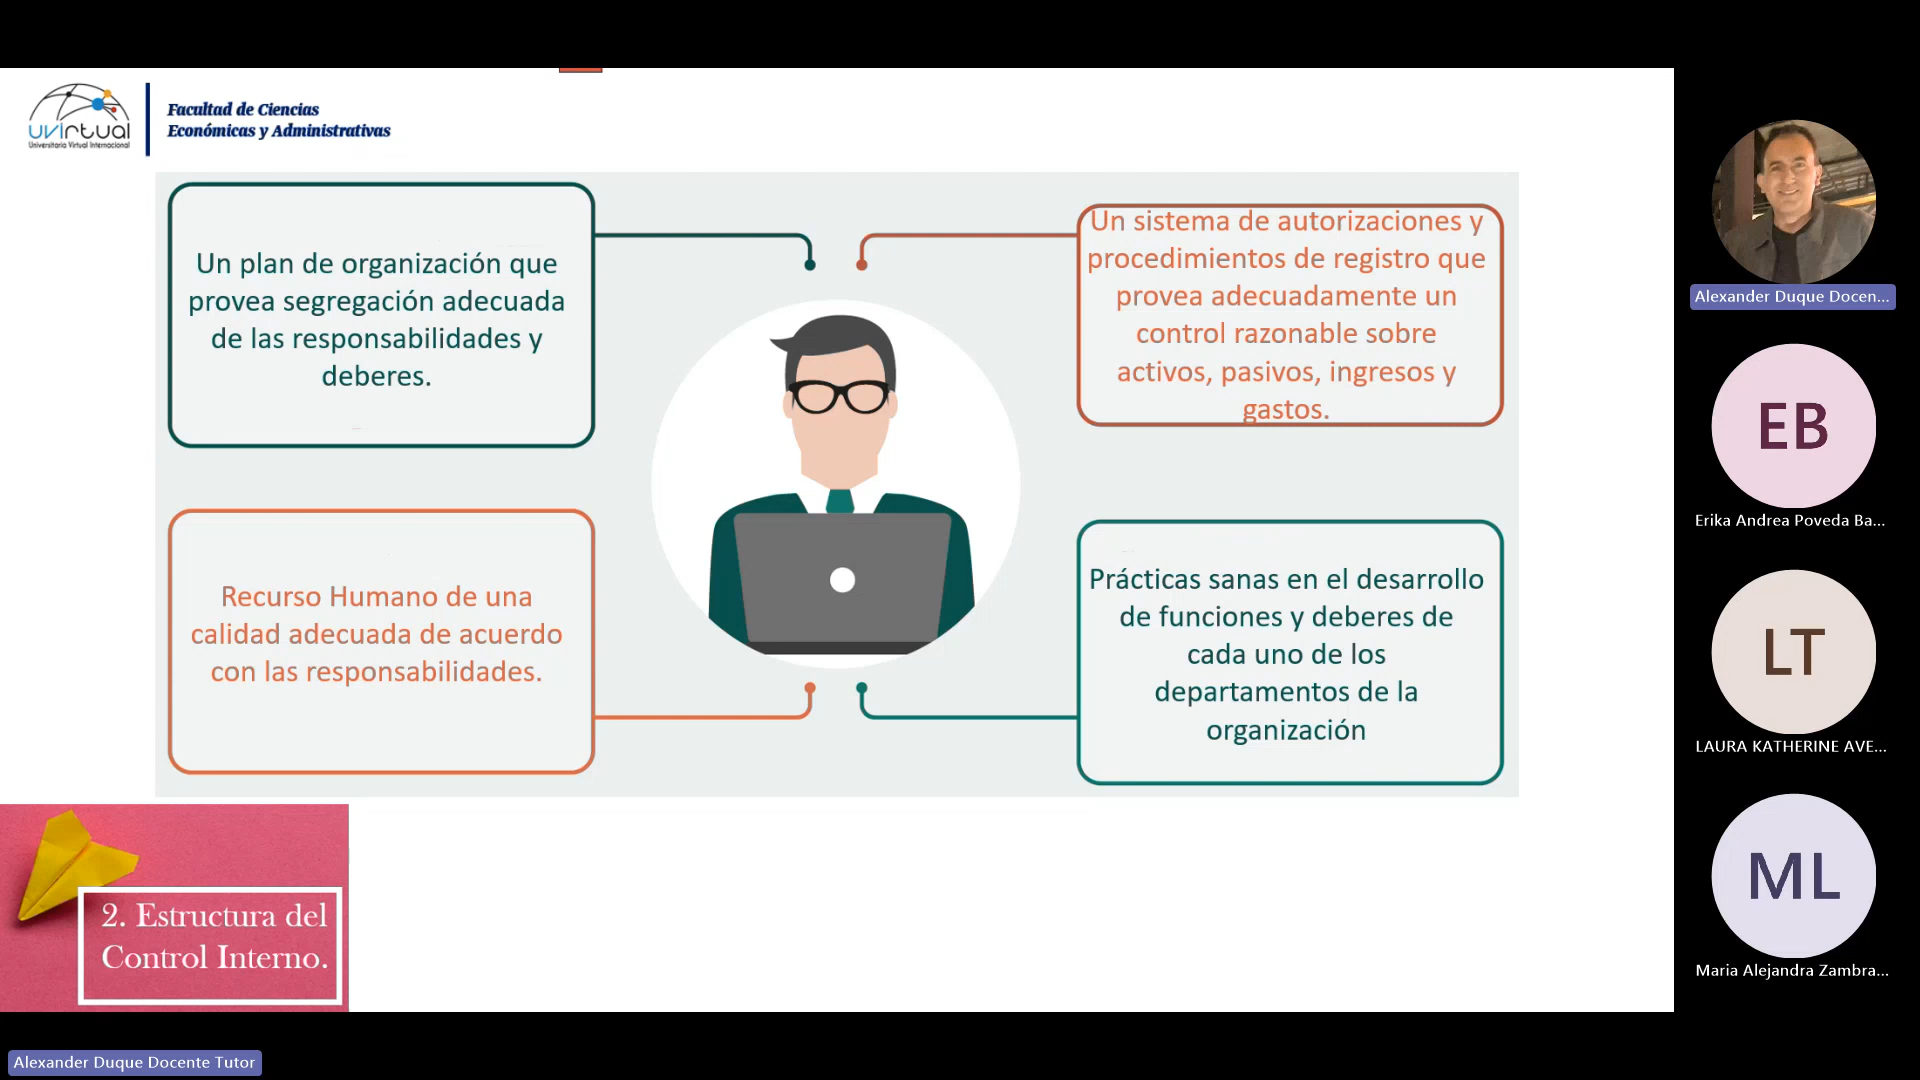 uvirtual
Universitaria Virtual Internacional
Facultad de Ciencias
Económicas y Administrativas
Un plan de organización que
provea segregación adecuada
de las responsabilidades y
deberes.
Un sistema de autorizaciones y
procedimientos de registro que
provea adecuadamente un
control razonable sobre
activos, pasivos, ingresos y
gastos.
Recurso Humano de una
calidad adecuada de acuerdo
con las responsabilidades.
Prácticas sanas en el desarrollo
de funciones y deberes de
cada uno de los
departamentos de la
organización
2. Estructura del
Control Interno.
Alexander Duque Docente Tutor
Alexander Duque Docen...
EB
Erika Andrea Poveda Ba...
LT
LAURA KATHERINE AVE...
ML
Maria Alejandra Zambra...